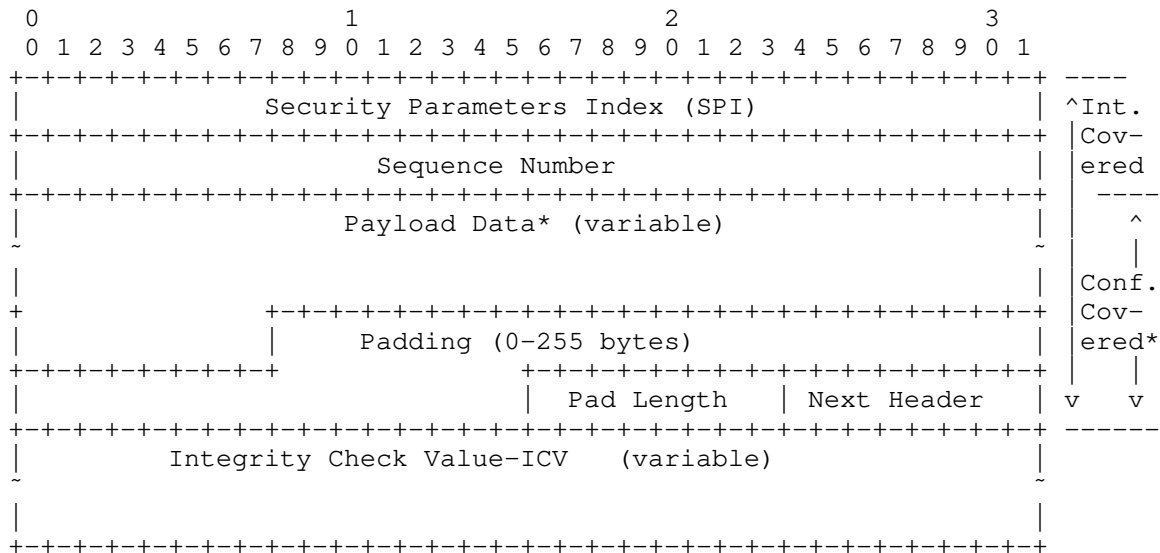 0                   1                   2                   3
 0 1 2 3 4 5 6 7 8 9 0 1 2 3 4 5 6 7 8 9 0 1 2 3 4 5 6 7 8 9 0 1
+-+-+-+-+-+-+-+-+-+-+-+-+-+-+-+-+-+-+-+-+-+-+-+-+-+-+-+-+-+-+-+-+ ----
|               Security Parameters Index (SPI)                 | ^Int.
+-+-+-+-+-+-+-+-+-+-+-+-+-+-+-+-+-+-+-+-+-+-+-+-+-+-+-+-+-+-+-+-+ |Cov-
|                      Sequence Number                          | |ered
+-+-+-+-+-+-+-+-+-+-+-+-+-+-+-+-+-+-+-+-+-+-+-+-+-+-+-+-+-+-+-+-+ | ----
|                    Payload Data* (variable)                   | |   ^
~                                                               ~ |   |
|                                                               | |Conf.
+               +-+-+-+-+-+-+-+-+-+-+-+-+-+-+-+-+-+-+-+-+-+-+-+-+ |Cov-
|               |     Padding (0-255 bytes)                     | |ered*
+-+-+-+-+-+-+-+-+               +-+-+-+-+-+-+-+-+-+-+-+-+-+-+-+-+ |   |
|                               |  Pad Length   | Next Header   | v   v
+-+-+-+-+-+-+-+-+-+-+-+-+-+-+-+-+-+-+-+-+-+-+-+-+-+-+-+-+-+-+-+-+ ------
|         Integrity Check Value-ICV   (variable)                |
~                                                               ~
|                                                               |
+-+-+-+-+-+-+-+-+-+-+-+-+-+-+-+-+-+-+-+-+-+-+-+-+-+-+-+-+-+-+-+-+